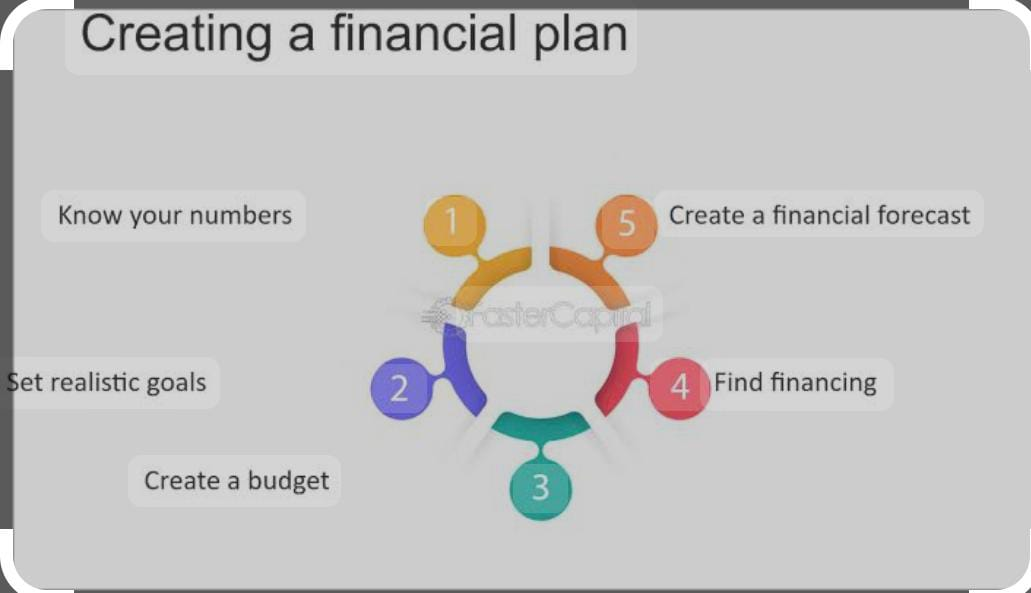 Creating a financial plan
Know your numbers
1
5
Create a financial forecast
FasterCapital
Set realistic goals
2
4
Find financing
Create a budget
3